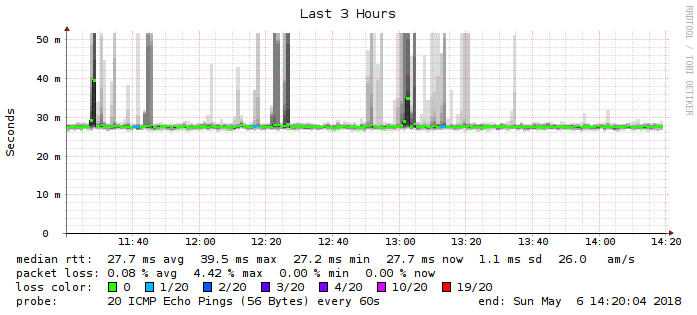 Last 3 Hours
RRDTOOL / TOBI OETIKER
Seconds
50 m
40 m
30 m
20 m
10 m
0
11:40 12:00 12:20 12:40 13:00 13:20 13:40 14:00 14:20
median rtt: 27.7 ms avg 39.5 ms max 27.2 ms min 27.7 ms now 1.1 ms sd 26.0 am/s
packet loss: 0.08 % avg 4.42 % max 0.00 % min 0.00 % now
loss color: 0 1/20 2/20 3/20 4/20 10/20 19/20
probe: 20 ICMP Echo Pings (56 Bytes) every 60s end: Sun May 6 14:20:04 2018